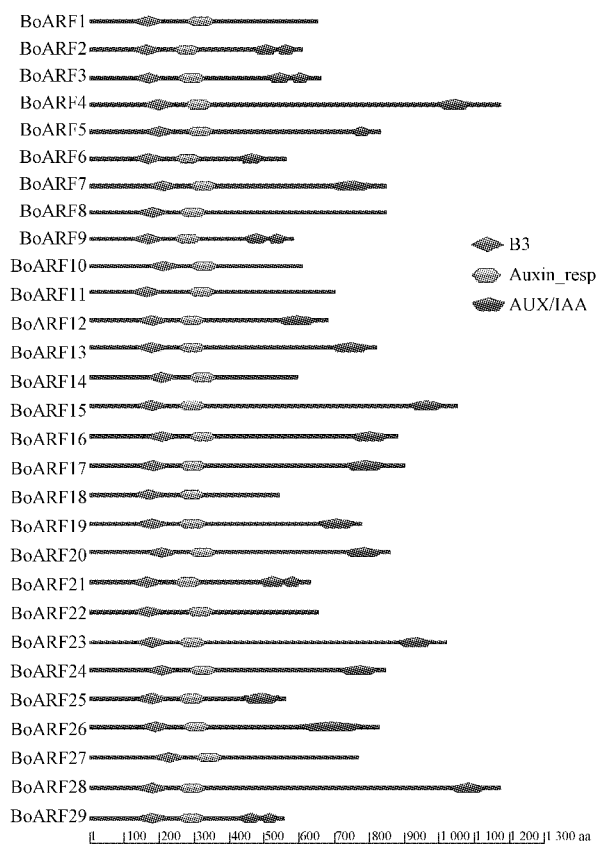 BoARF1
BoARF2
BoARF3
BoARF4
BoARF5
BoARF6
BoARF7
BoARF8
BoARF9
BoARF10
BoARF11
BoARF12
BoARF13
BoARF14
BoARF15
BoARF16
BoARF17
BoARF18
BoARF19
BoARF20
BoARF21
BoARF22
BoARF23
BoARF24
BoARF25
BoARF26
BoARF27
BoARF28
BoARF29
B3
Auxin_resp
AUX/IAA
1 100 200 300 400 500 600 700 800 900 1 000 1 100 1 200 1 300 aa